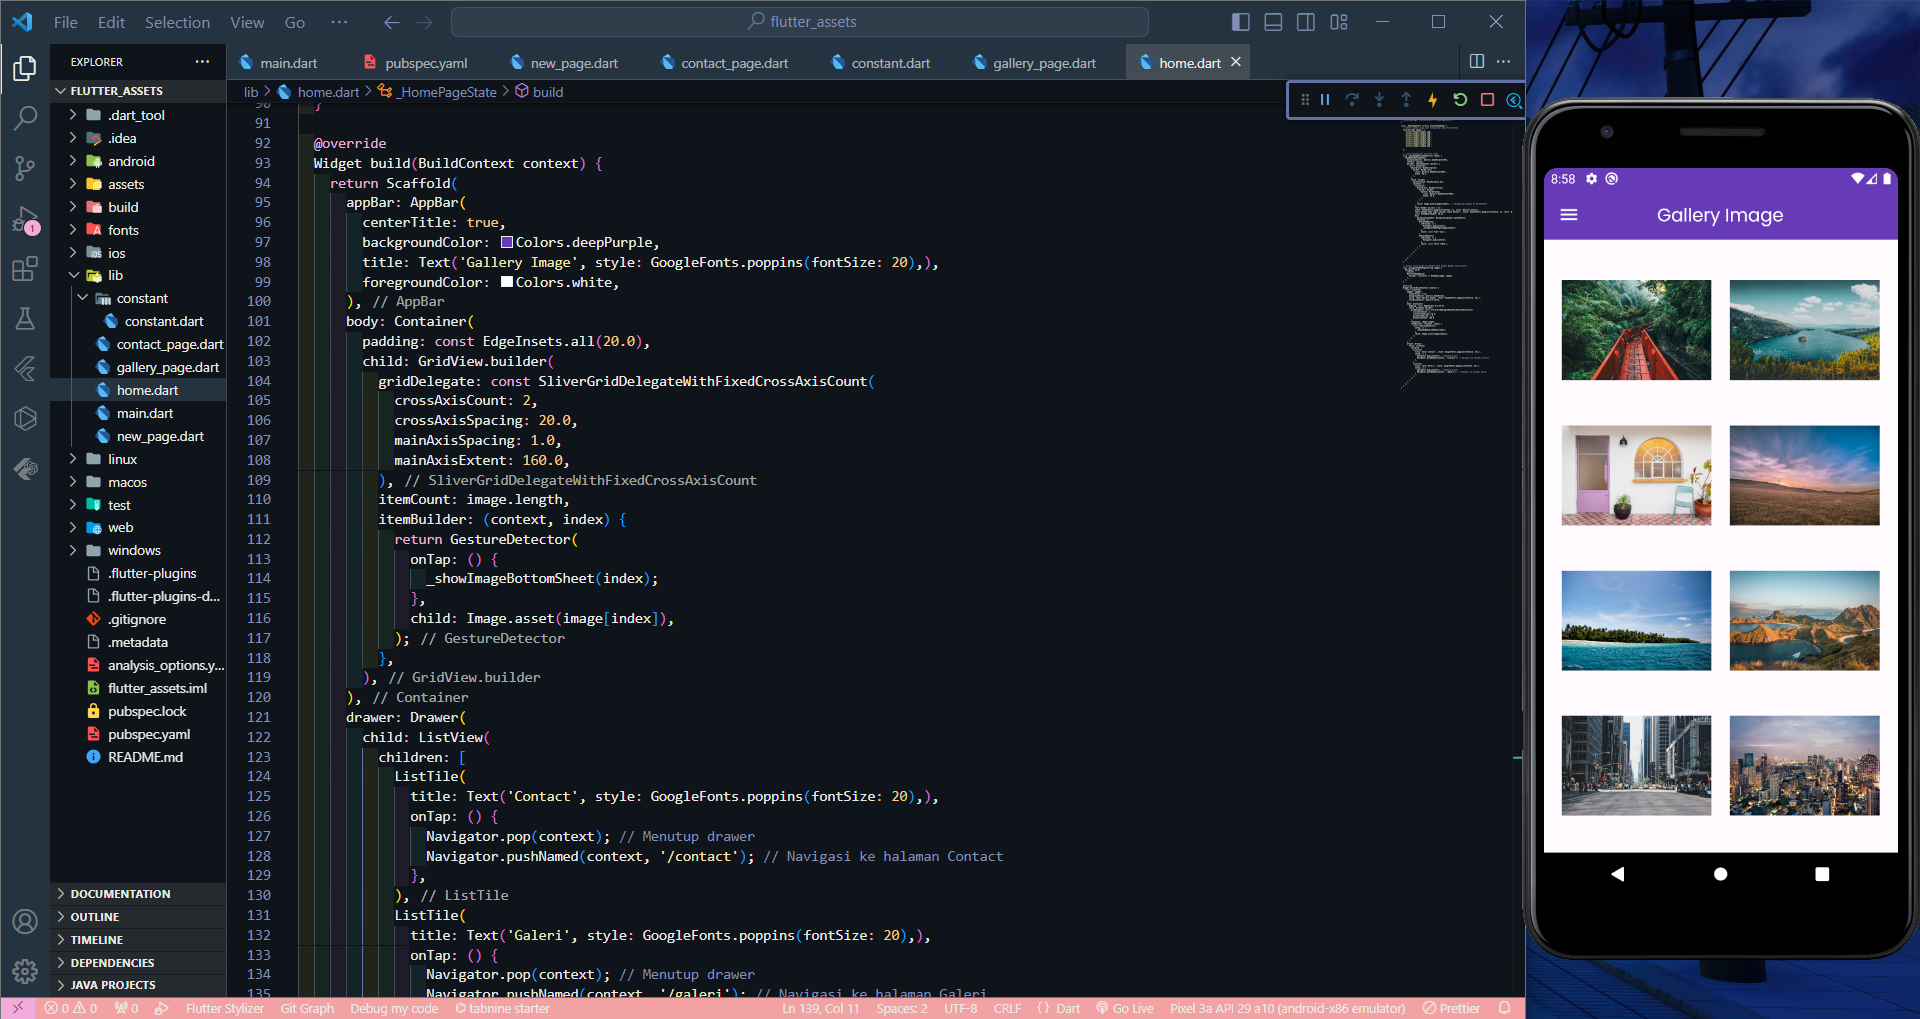 File Edit Selection View Go ··· flutter_assets
EXPLORER ···
main.dart pubspec.yaml new_page.dart contact_page.dart constant.dart gallery_page.dart home.dart
FLUTTER_ASSETS
lib > home.dart > _HomePageState > build
.dart_tool
.idea
android
assets
build
fonts
ios
lib
constant
constant.dart
contact_page.dart
gallery_page.dart
home.dart
main.dart
new_page.dart
linux
macos
test
web
windows
.flutter-plugins
.flutter-plugins-d...
.gitignore
.metadata
analysis_options.y...
flutter_assets.iml
pubspec.lock
pubspec.yaml
README.md
DOCUMENTATION
OUTLINE
TIMELINE
DEPENDENCIES
JAVA PROJECTS
1
90 }
91
92 @override
93 Widget build(BuildContext context) {
94 return Scaffold(
95 appBar: AppBar(
96 centerTitle: true,
97 backgroundColor: Colors.deepPurple,
98 title: Text('Gallery Image', style: GoogleFonts.poppins(fontSize: 20),),
99 foregroundColor: Colors.white,
100 ), // AppBar
101 body: Container(
102 padding: const EdgeInsets.all(20.0),
103 child: GridView.builder(
104 gridDelegate: const SliverGridDelegateWithFixedCrossAxisCount(
105 crossAxisCount: 2,
106 crossAxisSpacing: 20.0,
107 mainAxisSpacing: 1.0,
108 mainAxisExtent: 160.0,
109 ), // SliverGridDelegateWithFixedCrossAxisCount
110 itemCount: image.length,
111 itemBuilder: (context, index) {
112 return GestureDetector(
113 onTap: () {
114 _showImageBottomSheet(index);
115 },
116 child: Image.asset(image[index]),
117 ); // GestureDetector
118 },
119 ), // GridView.builder
120 ), // Container
121 drawer: Drawer(
122 child: ListView(
123 children: [
124 ListTile(
125 title: Text('Contact', style: GoogleFonts.poppins(fontSize: 20),),
126 onTap: () {
127 Navigator.pop(context); // Menutup drawer
128 Navigator.pushNamed(context, '/contact'); // Navigasi ke halaman Contact
129 },
130 ), // ListTile
131 ListTile(
132 title: Text('Galeri', style: GoogleFonts.poppins(fontSize: 20),),
133 onTap: () {
134 Navigator.pop(context); // Menutup drawer
135 Navigator.pushNamed(context, '/galeri'); // Navigasi ke halaman Galeri
0 0 0 Flutter Stylizer Git Graph Debug my code tabnine starter Ln 139, Col 11 Spaces: 2 UTF-8 CRLF {} Dart Go Live Pixel 3a API 29 a10 (android-x86 emulator) Prettier
8:58
Gallery Image